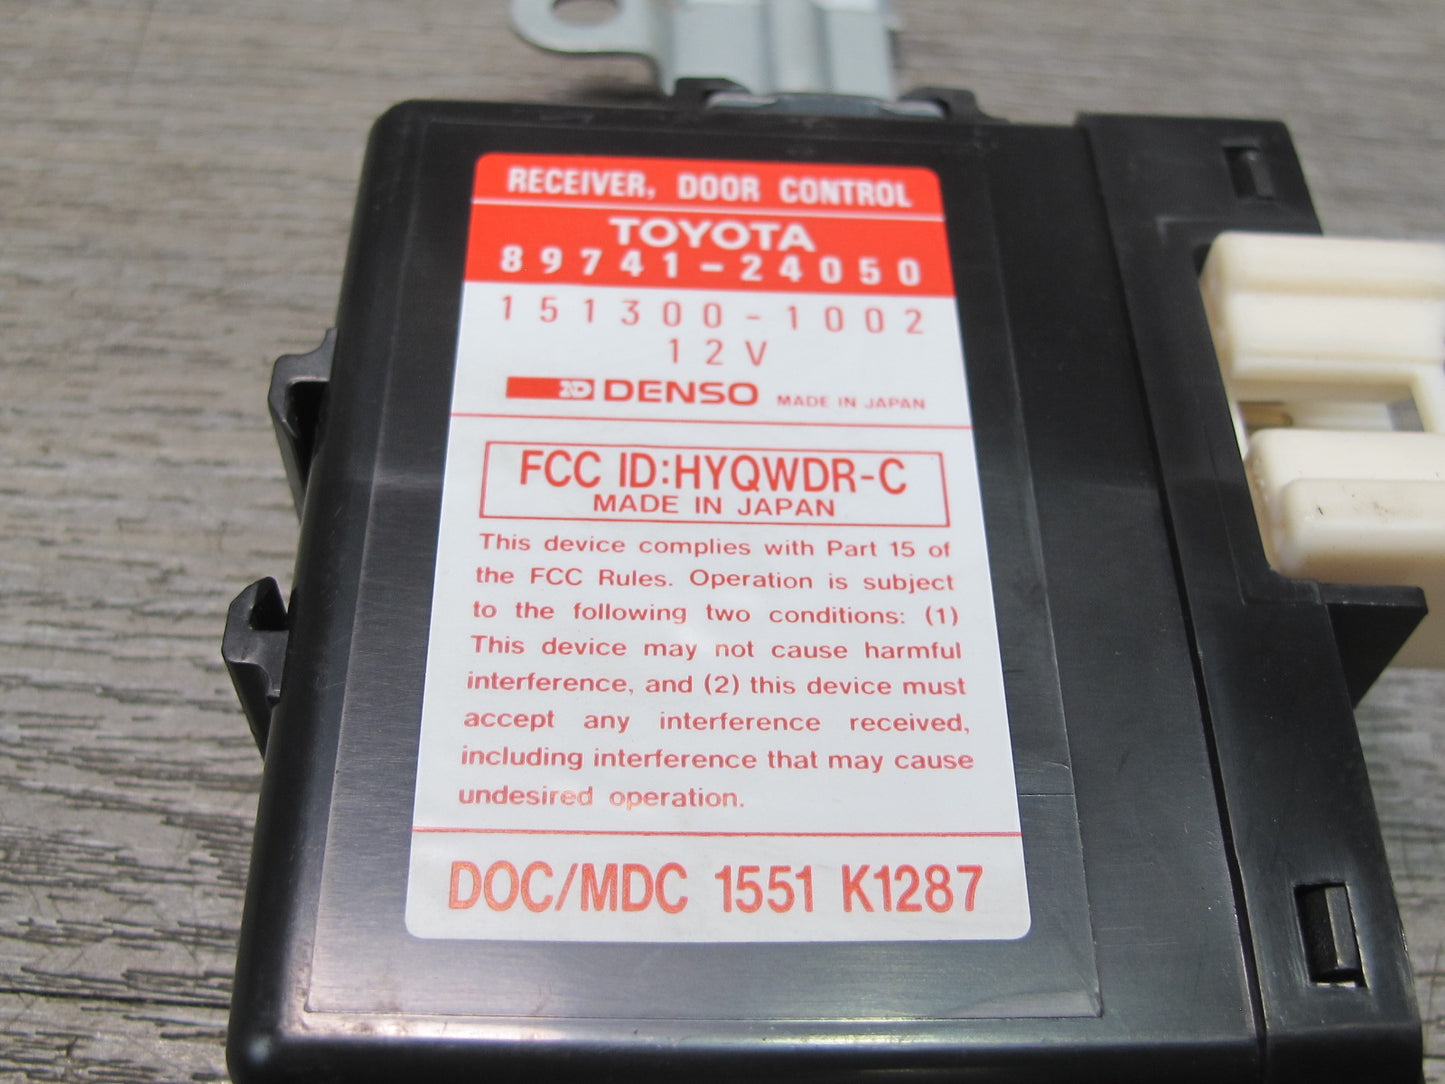 RECEIVER, DOOR CONTROL
TOYOTA
89741-24050
151300-1002
12V
DENSO MADE IN JAPAN
FCC ID:HYQWDR-C
MADE IN JAPAN
This device complies with Part 15 of
the FCC Rules. Operation is subject
to the following two conditions: (1)
This device may not cause harmful
interference, and (2) this device must
accept any interference received,
including interference that may cause
undesired operation.
DOC/MDC 1551 K1287